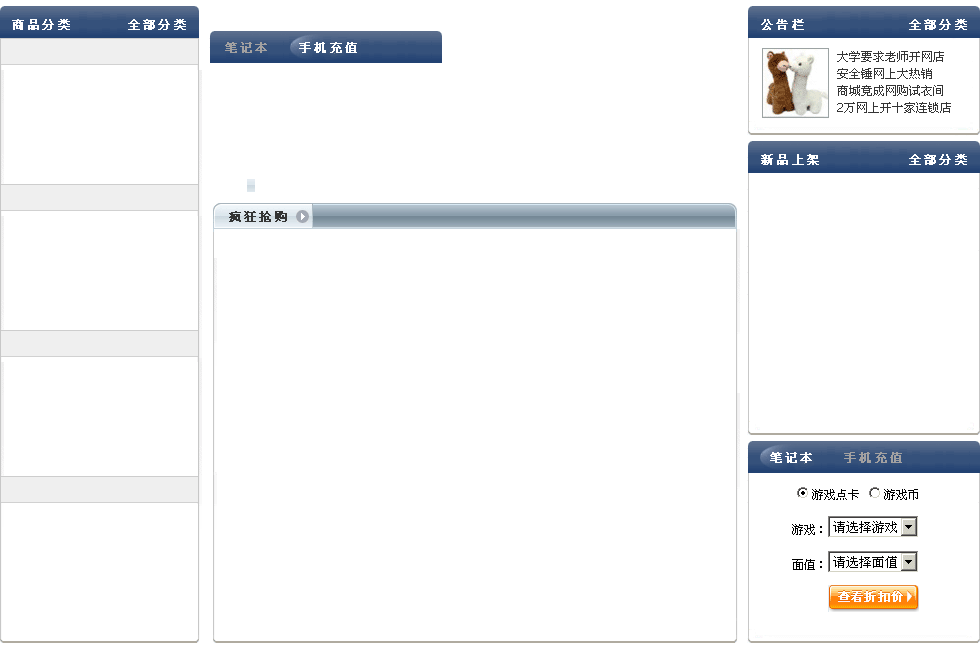 商品分类 全部分类
笔记本 手机充值
疯狂抢购
公告栏 全部分类
大学要求老师开网店
安全锤网上大热销
商城竟成网购试衣间
2万网上开十家连锁店
新品上架 全部分类
笔记本 手机充值
游戏点卡 游戏币
游戏： 请选择游戏
面值： 请选择面值
查看折扣价